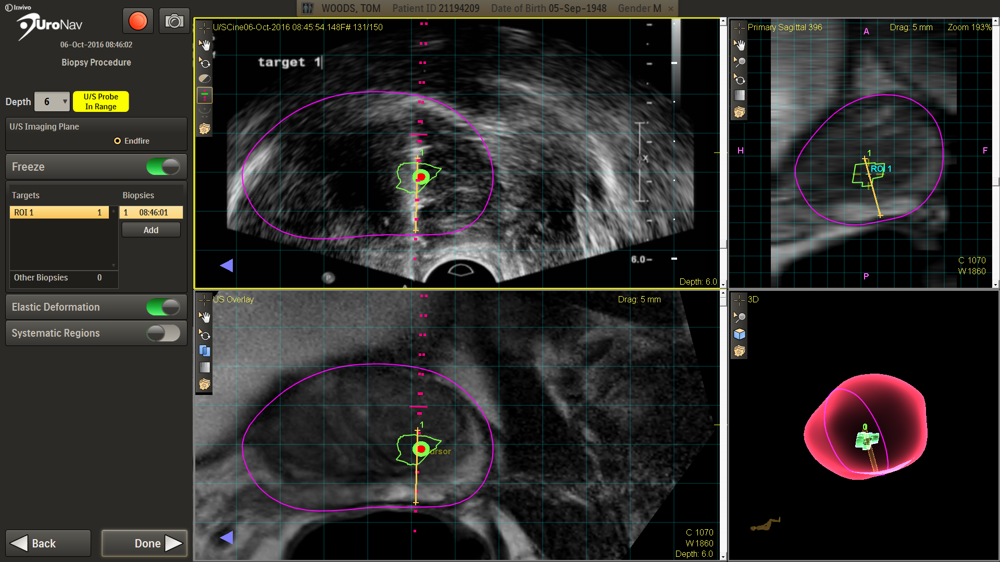 Invivo
UroNav
06-Oct-2016 08:46:02
Biopsy Procedure
Depth 6
U/S Probe
In Range
U/S Imaging Plane
Endfire
Freeze
Targets Biopsies
ROI 1 1 1 08:46:01
Add
Other Biopsies 0
Elastic Deformation
Systematic Regions
Back Done
WOODS, TOM Patient ID 21194209 Date of Birth 05-Sep-1948 Gender M ×
U/SCine06-Oct-2016 08:45:54.148F# 131/150
target 1
1
X
6.0
P
Depth: 6.0
Primary Sagittal 396 Drag: 5 mm Zoom 193%
A
H F
1
ROI 1
P
C 1070
W 1860
US Overlay Drag: 5 mm
1
ursor
C 1070
W 1860
Depth: 6.0
3D
0